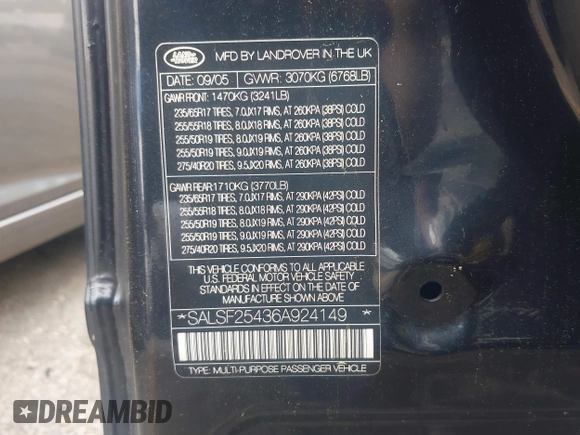 LAND ROVER
MFD BY LANDROVER IN THE UK
DATE: 09/05 GVWR: 3070KG (6768LB)
GAWR FRONT: 1470KG (3241LB)
235/65R17 TIRES, 7.0JX17 RIMS, AT 260KPA (38PSI) COLD
255/55R18 TIRES, 8.0JX18 RIMS, AT 260KPA (38PSI) COLD
255/50R19 TIRES, 8.0JX19 RIMS, AT 260KPA (38PSI) COLD
255/50R19 TIRES, 9.0JX19 RIMS, AT 260KPA (38PSI) COLD
275/40R20 TIRES, 9.5JX20 RIMS, AT 260KPA (38PSI) COLD
GAWR REAR1710KG (3770LB)
235/65R17 TIRES, 7.0JX17 RIMS, AT 290KPA (42PSI) COLD
255/55R18 TIRES, 8.0JX18 RIMS, AT 290KPA (42PSI) COLD
255/50R19 TIRES, 8.0JX19 RIMS, AT 290KPA (42PSI) COLD
255/50R19 TIRES, 9.0JX19 RIMS, AT 290KPA (42PSI) COLD
275/40R20 TIRES, 9.5JX20 RIMS, AT 290KPA (42PSI) COLD
THIS VEHICLE CONFORMS TO ALL APPLICABLE
U.S. FEDERAL MOTOR VEHICLE SAFETY
STANDARDS IN EFFECT ON THE DATE OF
MANUFACTURE SHOWN ABOVE.
*SALSF25436A924149*
TYPE: MULTI-PURPOSE PASSENGER VEHICLE
DREAMBID